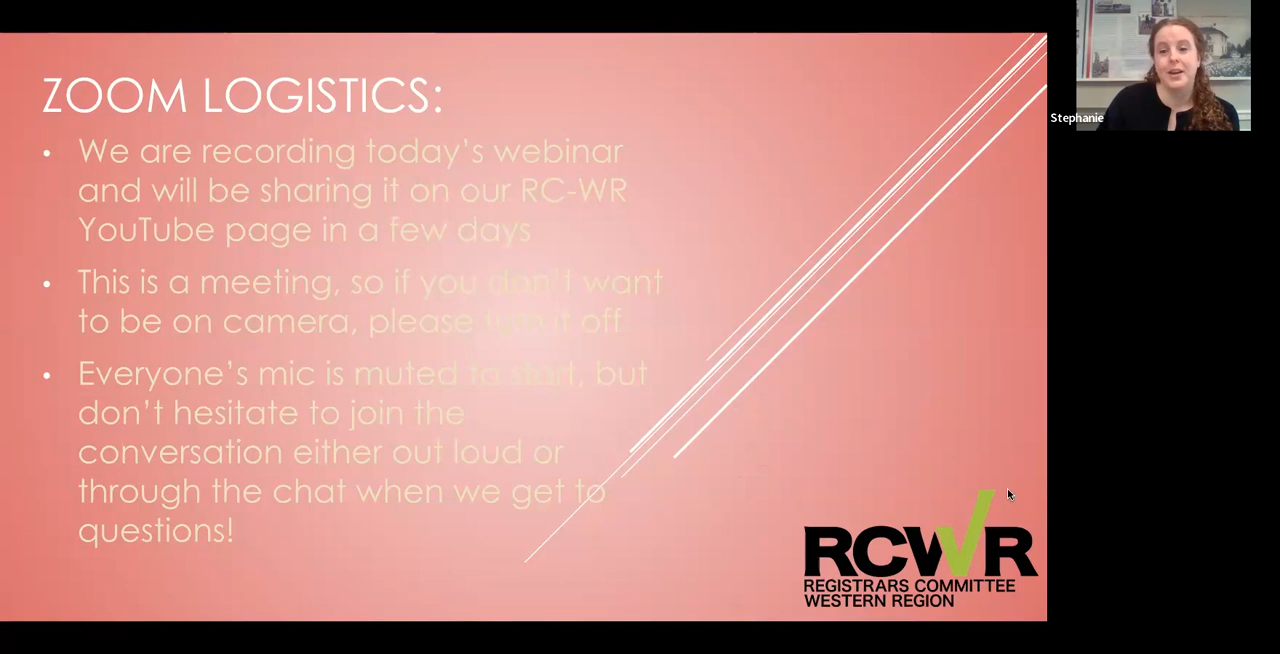 ZOOM LOGISTICS:
• We are recording today's webinar
and will be sharing it on our RC-WR
YouTube page in a few days
• This is a meeting, so if you don't want
to be on camera, please turn it off.
• Everyone's mic is muted to start, but
don't hesitate to join the
conversation either out loud or
through the chat when we get to
questions!
RCWR
REGISTRARS COMMITTEE
WESTERN REGION
Stephanie